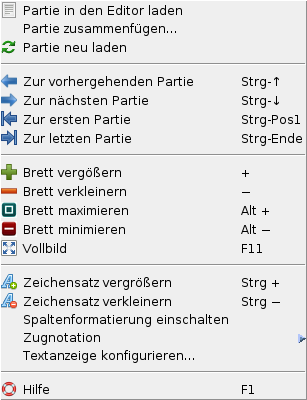 Partie in den Editor laden
Partie zusammenfügen...
Partie neu laden
Zur vorhergehenden Partie Strg-↑
Zur nächsten Partie Strg-↓
Zur ersten Partie Strg-Pos1
Zur letzten Partie Strg-Ende
Brett vergößern +
Brett verkleinern −
Brett maximieren Alt +
Brett minimieren Alt −
Vollbild F11
Zeichensatz vergrößern Strg +
Zeichensatz verkleinern Strg −
Spaltenformatierung einschalten
Zugnotation
Textanzeige konfigurieren...
Hilfe F1